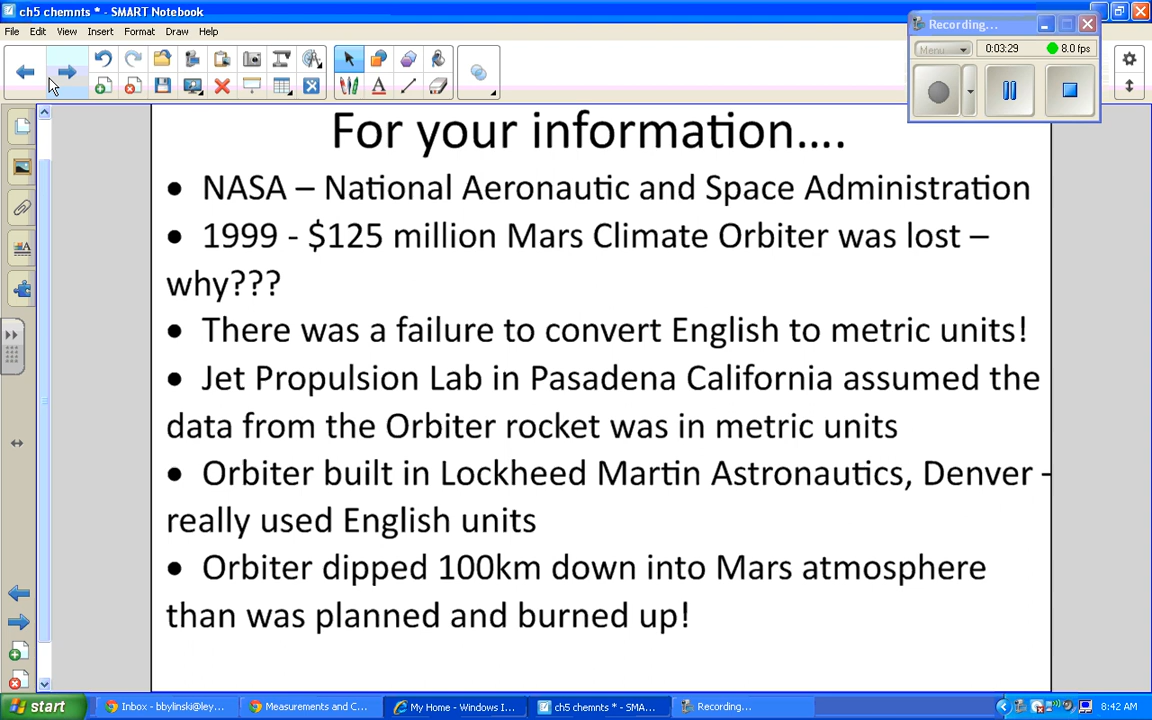 ch5 chemnts * - SMART Notebook
File Edit View Insert Format Draw Help
Recording...
Menu 0:03:29 8.0 fps
For your information....
• NASA – National Aeronautic and Space Administration
• 1999 - $125 million Mars Climate Orbiter was lost –
why???
• There was a failure to convert English to metric units!
• Jet Propulsion Lab in Pasadena California assumed the
data from the Orbiter rocket was in metric units
• Orbiter built in Lockheed Martin Astronautics, Denver -
really used English units
• Orbiter dipped 100km down into Mars atmosphere
than was planned and burned up!
start Inbox - bbylinski@ley... Measurements and C... My Home - Windows I... ch5 chemnts * - SMA... Recording... 8:42 AM